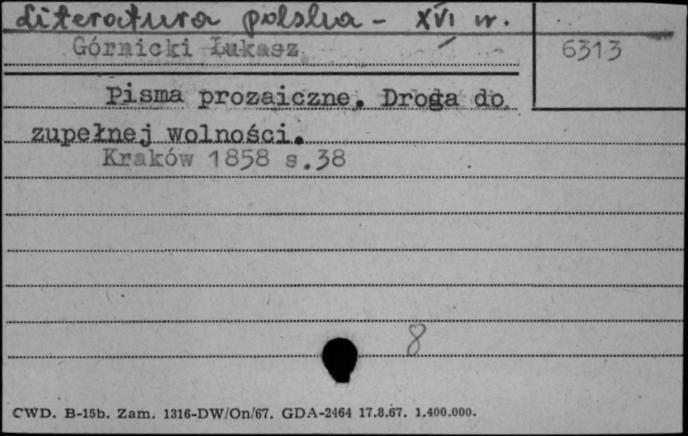 Literatura polska - XVI w.
Górnicki Łukasz
6313
Pisma prozaiczne. Droga do
zupełnej wolności.
Kraków 1858 s.38
8
CWD. B-15b. Zam. 1316-DW/On/67. GDA-2464 17.8.67. 1.400.000.